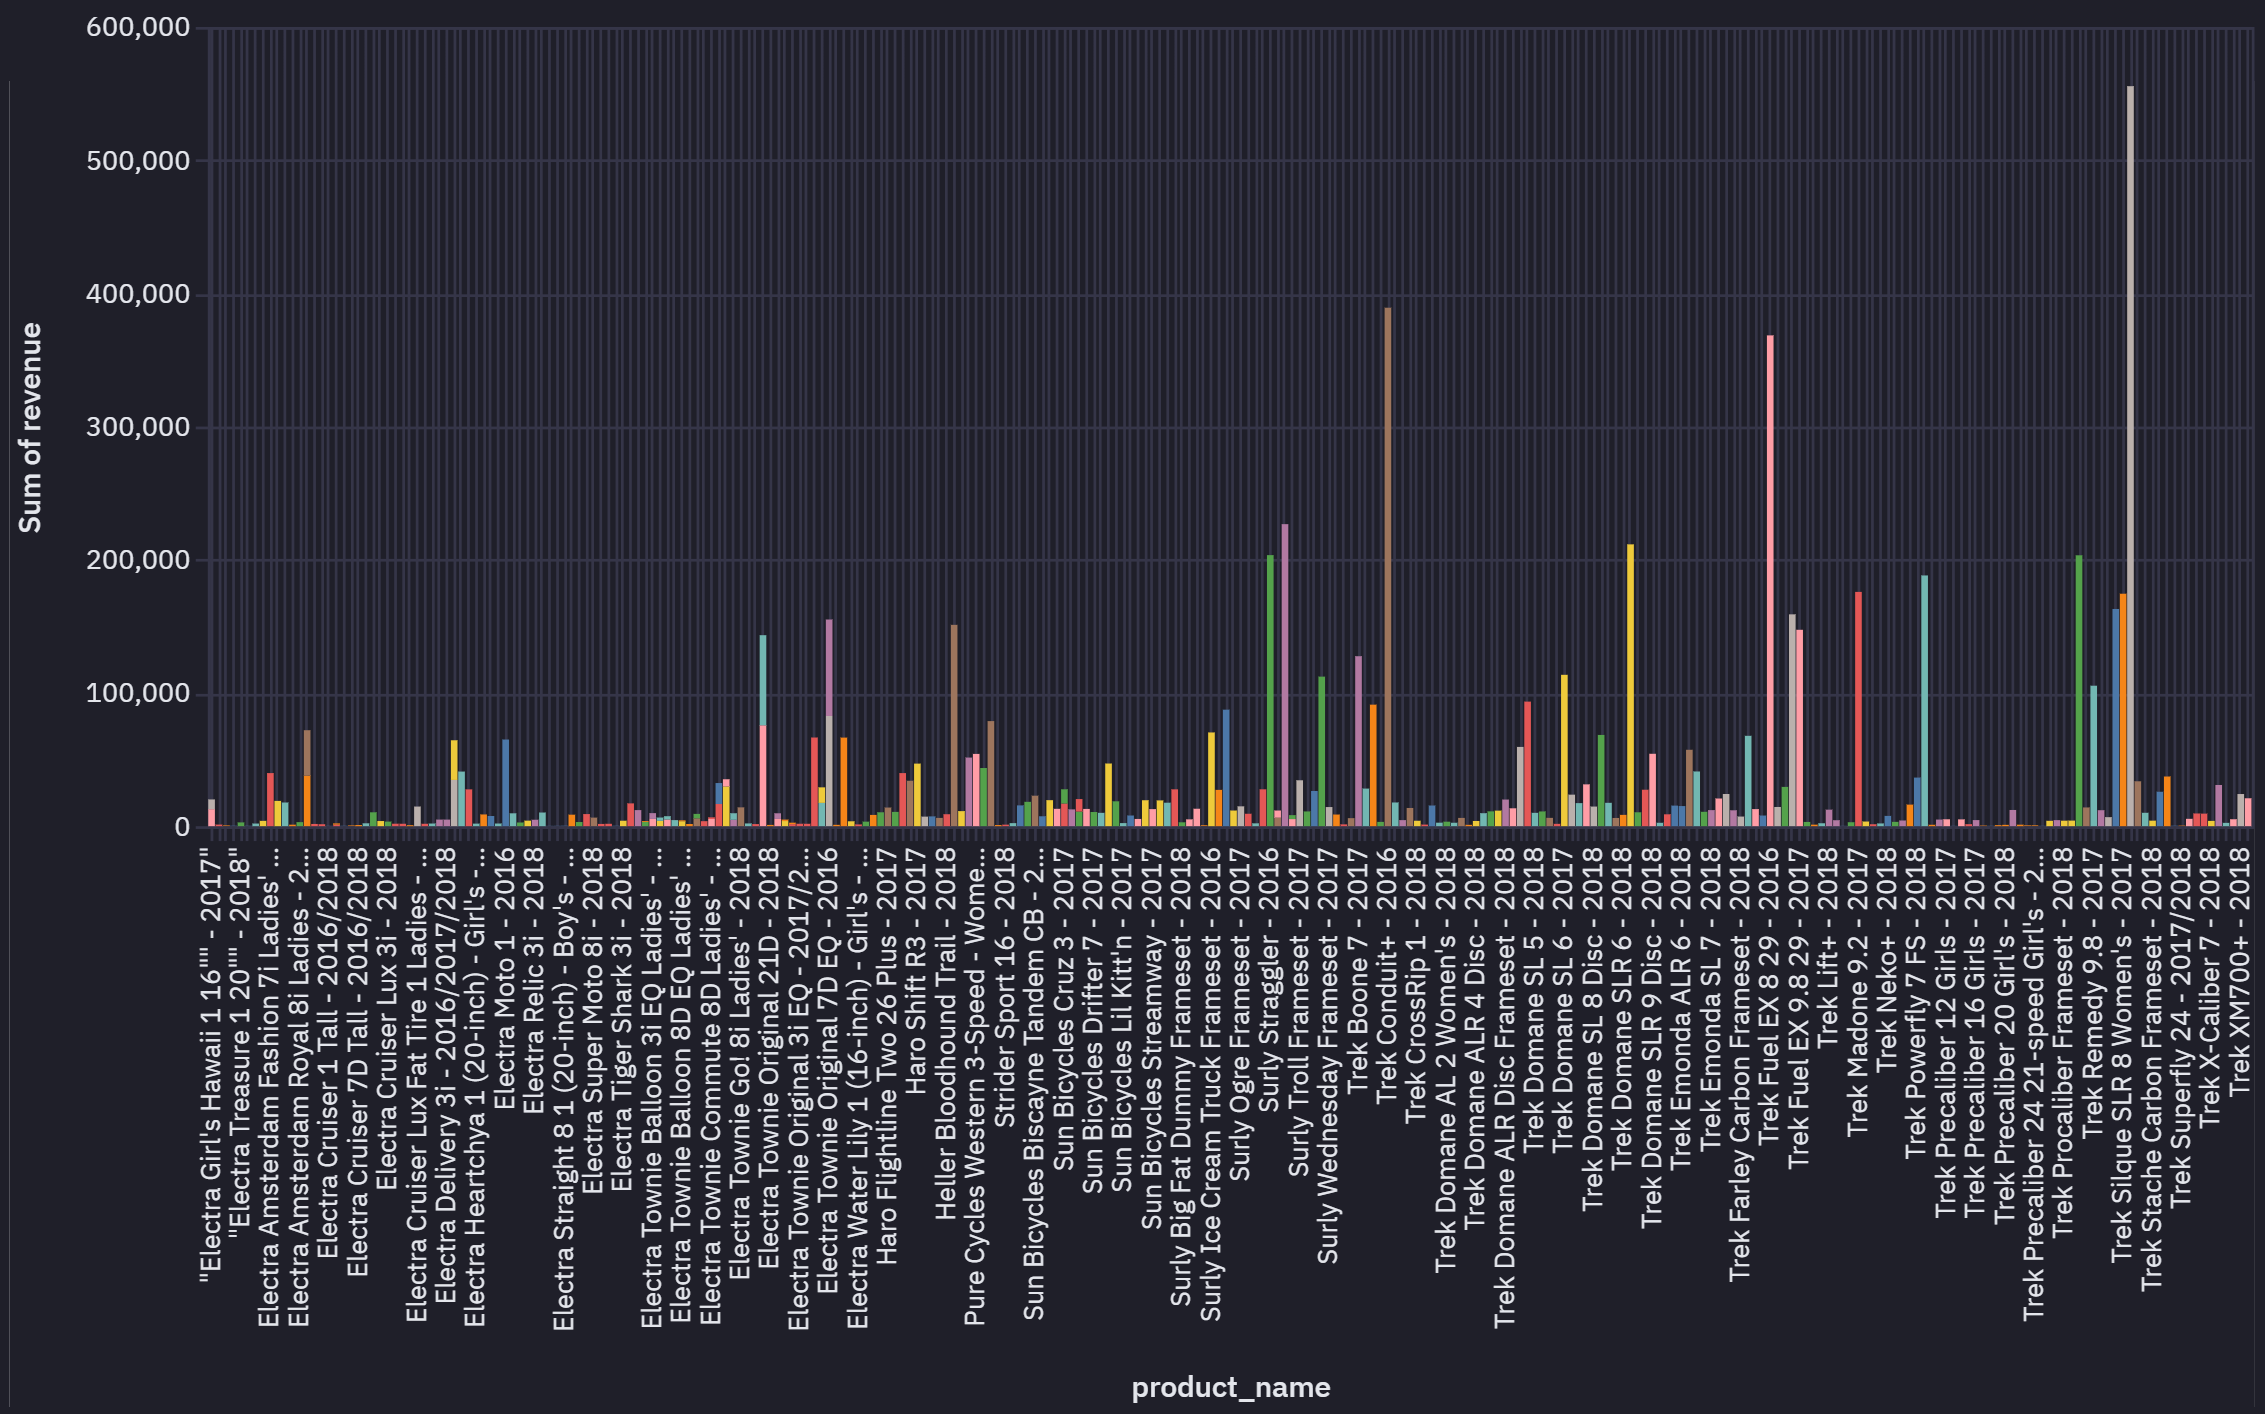 600,000
500,000
400,000
300,000
200,000
100,000
0
Sum of revenue
"Electra Girl's Hawaii 1 16"" - 2017"
"Electra Treasure 1 20"" - 2018"
Electra Amsterdam Fashion 7i Ladies' ...
Electra Amsterdam Royal 8i Ladies - 2...
Electra Cruiser 1 Tall - 2016/2018
Electra Cruiser 7D Tall - 2016/2018
Electra Cruiser Lux 3i - 2018
Electra Cruiser Lux Fat Tire 1 Ladies - ...
Electra Delivery 3i - 2016/2017/2018
Electra Heartchya 1 (20-inch) - Girl's - ...
Electra Moto 1 - 2016
Electra Relic 3i - 2018
Electra Straight 8 1 (20-inch) - Boy's - ...
Electra Super Moto 8i - 2018
Electra Tiger Shark 3i - 2018
Electra Townie Balloon 3i EQ Ladies' - ...
Electra Townie Balloon 8D EQ Ladies' ...
Electra Townie Commute 8D Ladies' - ...
Electra Townie Go! 8i Ladies' - 2018
Electra Townie Original 21D - 2018
Electra Townie Original 3i EQ - 2017/2...
Electra Townie Original 7D EQ - 2016
Electra Water Lily 1 (16-inch) - Girl's - ...
Haro Flightline Two 26 Plus - 2017
Haro Shift R3 - 2017
Heller Bloodhound Trail - 2018
Pure Cycles Western 3-Speed - Wome...
Strider Sport 16 - 2018
Sun Bicycles Biscayne Tandem CB - 2...
Sun Bicycles Cruz 3 - 2017
Sun Bicycles Drifter 7 - 2017
Sun Bicycles Lil Kitt'n - 2017
Sun Bicycles Streamway - 2017
Surly Big Fat Dummy Frameset - 2018
Surly Ice Cream Truck Frameset - 2016
Surly Ogre Frameset - 2017
Surly Straggler - 2016
Surly Troll Frameset - 2017
Surly Wednesday Frameset - 2017
Trek Boone 7 - 2017
Trek Conduit+ - 2016
Trek CrossRip 1 - 2018
Trek Domane AL 2 Women's - 2018
Trek Domane ALR 4 Disc - 2018
Trek Domane ALR Disc Frameset - 2018
Trek Domane SL 5 - 2018
Trek Domane SL 6 - 2017
Trek Domane SL 8 Disc - 2018
Trek Domane SLR 6 - 2018
Trek Domane SLR 9 Disc - 2018
Trek Emonda ALR 6 - 2018
Trek Emonda SL 7 - 2018
Trek Farley Carbon Frameset - 2018
Trek Fuel EX 8 29 - 2016
Trek Fuel EX 9.8 29 - 2017
Trek Lift+ - 2018
Trek Madone 9.2 - 2017
Trek Neko+ - 2018
Trek Powerfly 7 FS - 2018
Trek Precaliber 12 Girls - 2017
Trek Precaliber 16 Girls - 2017
Trek Precaliber 20 Girl's - 2018
Trek Precaliber 24 21-speed Girl's - 2...
Trek Procaliber Frameset - 2018
Trek Remedy 9.8 - 2017
Trek Silque SLR 8 Women's - 2017
Trek Stache Carbon Frameset - 2018
Trek Superfly 24 - 2017/2018
Trek X-Caliber 7 - 2018
Trek XM700+ - 2018
product_name